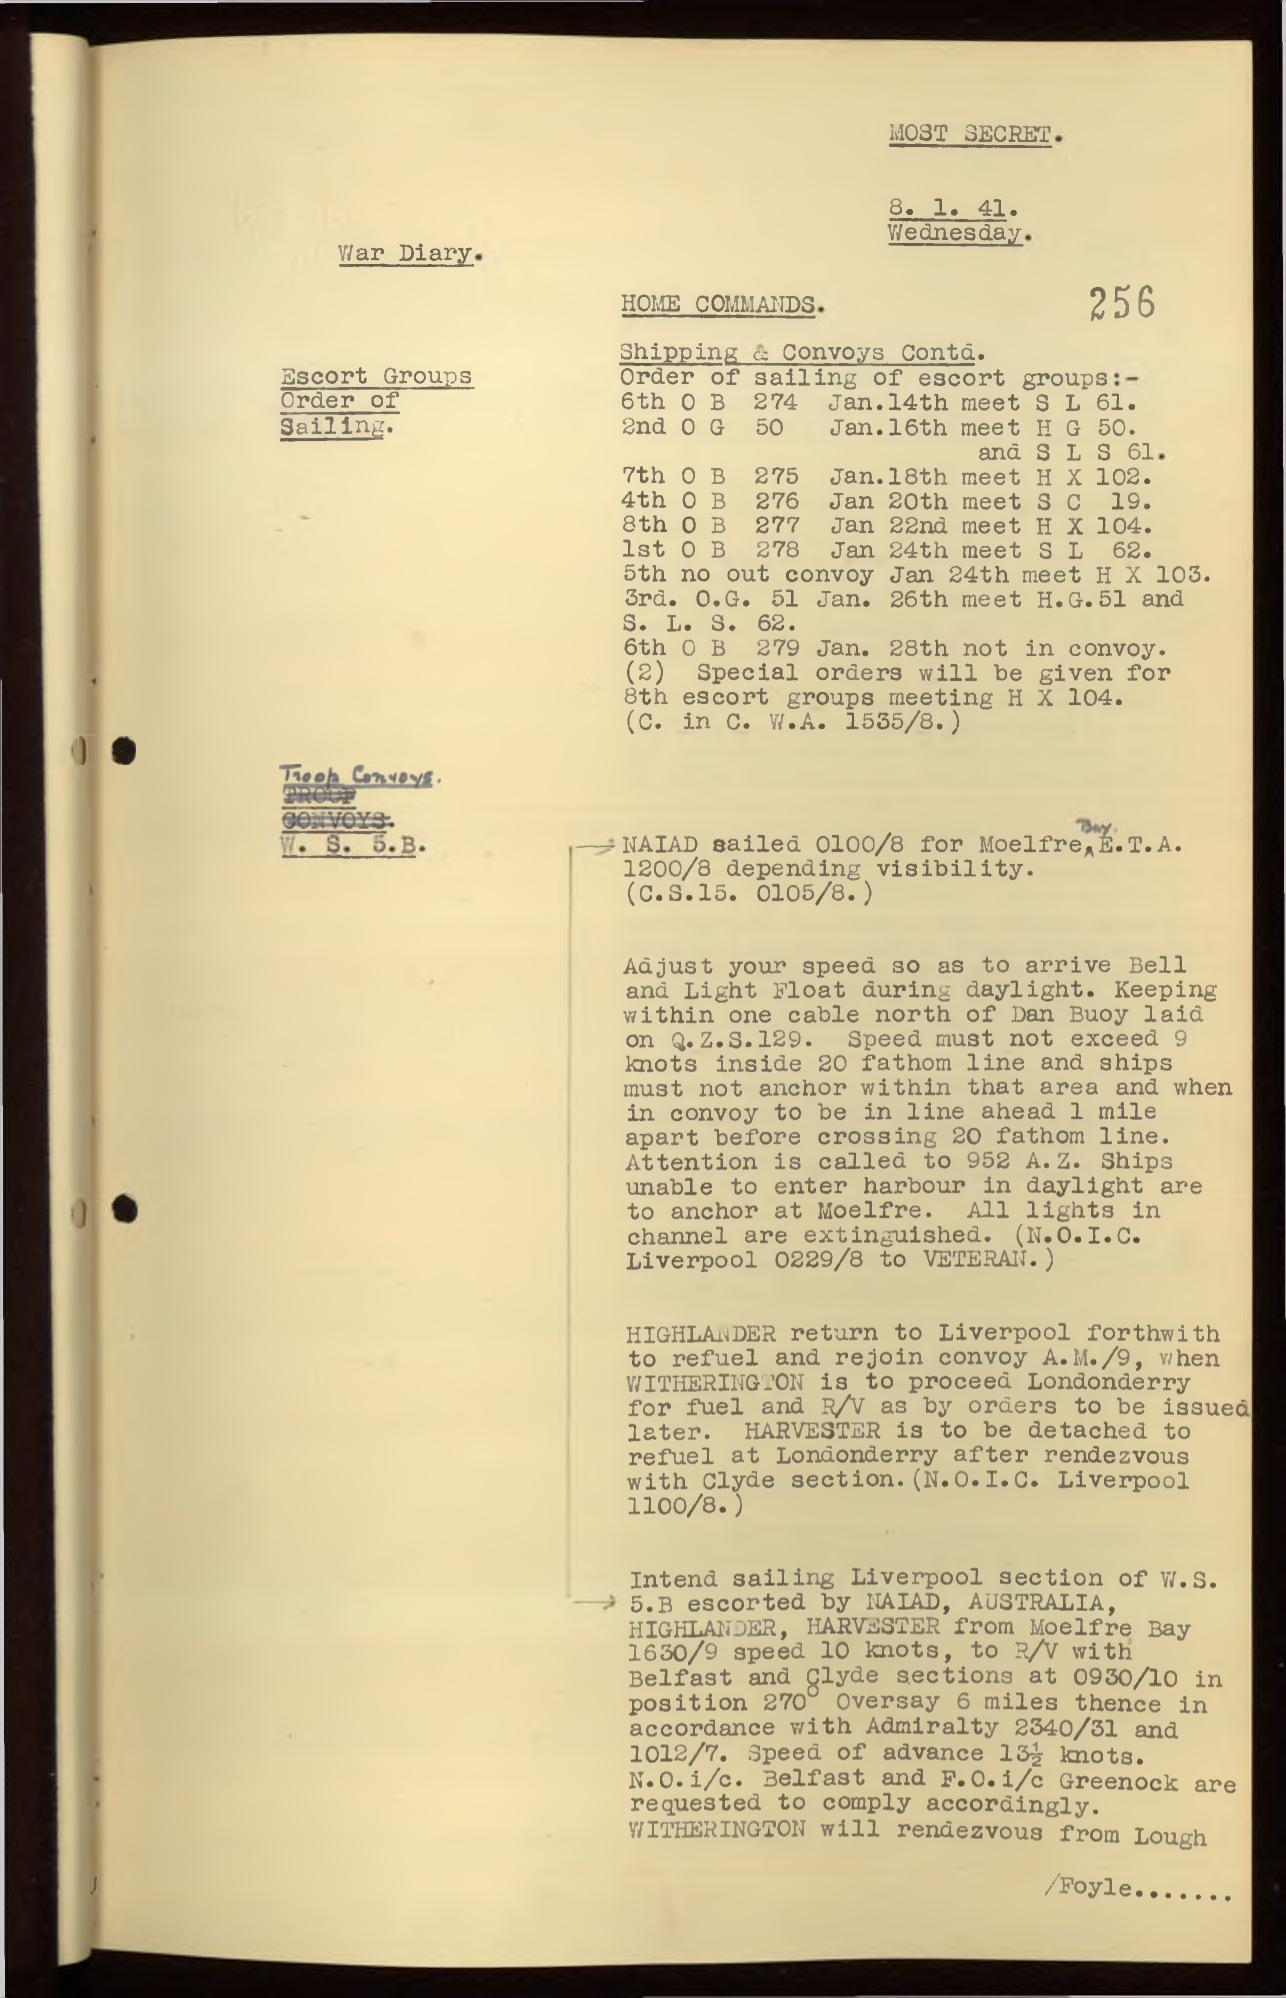 MOST SECRET.
8. 1. 41.
Wednesday.
War Diary.
HOME COMMANDS.
256
Shipping & Convoys Contd.
Escort Groups
Order of
Sailing.
Order of sailing of escort groups:-
6th O B 274 Jan.14th meet S L 61.
2nd O G 50 Jan.16th meet H G 50.
and S L S 61.
7th O B 275 Jan.18th meet H X 102.
4th O B 276 Jan 20th meet S C 19.
8th O B 277 Jan 22nd meet H X 104.
1st O B 278 Jan 24th meet S L 62.
5th no out convoy Jan 24th meet H X 103.
3rd. O.G. 51 Jan. 26th meet H.G.51 and
S. L. S. 62.
6th O B 279 Jan. 28th not in convoy.
(2) Special orders will be given for
8th escort groups meeting H X 104.
(C. in C. W.A. 1535/8.)
Troop Convoys.
TROOP
CONVOYS.
W. S. 5.B.
Bay.
NAIAD sailed 0100/8 for Moelfre, E.T.A.
1200/8 depending visibility.
(C.S.15. 0105/8.)
Adjust your speed so as to arrive Bell
and Light Float during daylight. Keeping
within one cable north of Dan Buoy laid
on Q.Z.S.129. Speed must not exceed 9
knots inside 20 fathom line and ships
must not anchor within that area and when
in convoy to be in line ahead 1 mile
apart before crossing 20 fathom line.
Attention is called to 952 A.Z. Ships
unable to enter harbour in daylight are
to anchor at Moelfre. All lights in
channel are extinguished. (N.O.I.C.
Liverpool 0229/8 to VETERAN.)
HIGHLANDER return to Liverpool forthwith
to refuel and rejoin convoy A.M./9, when
WITHERINGTON is to proceed Londonderry
for fuel and R/V as by orders to be issued
later. HARVESTER is to be detached to
refuel at Londonderry after rendezvous
with Clyde section.(N.O.I.C. Liverpool
1100/8.)
Intend sailing Liverpool section of W.S.
5.B escorted by NAIAD, AUSTRALIA,
HIGHLANDER, HARVESTER from Moelfre Bay
1630/9 speed 10 knots, to R/V with
Belfast and Clyde sections at 0930/10 in
position 270° Oversay 6 miles thence in
accordance with Admiralty 2340/31 and
1012/7. Speed of advance 13½ knots.
N.O.i/c. Belfast and F.O.i/c Greenock are
requested to comply accordingly.
WITHERINGTON will rendezvous from Lough
/Foyle.......